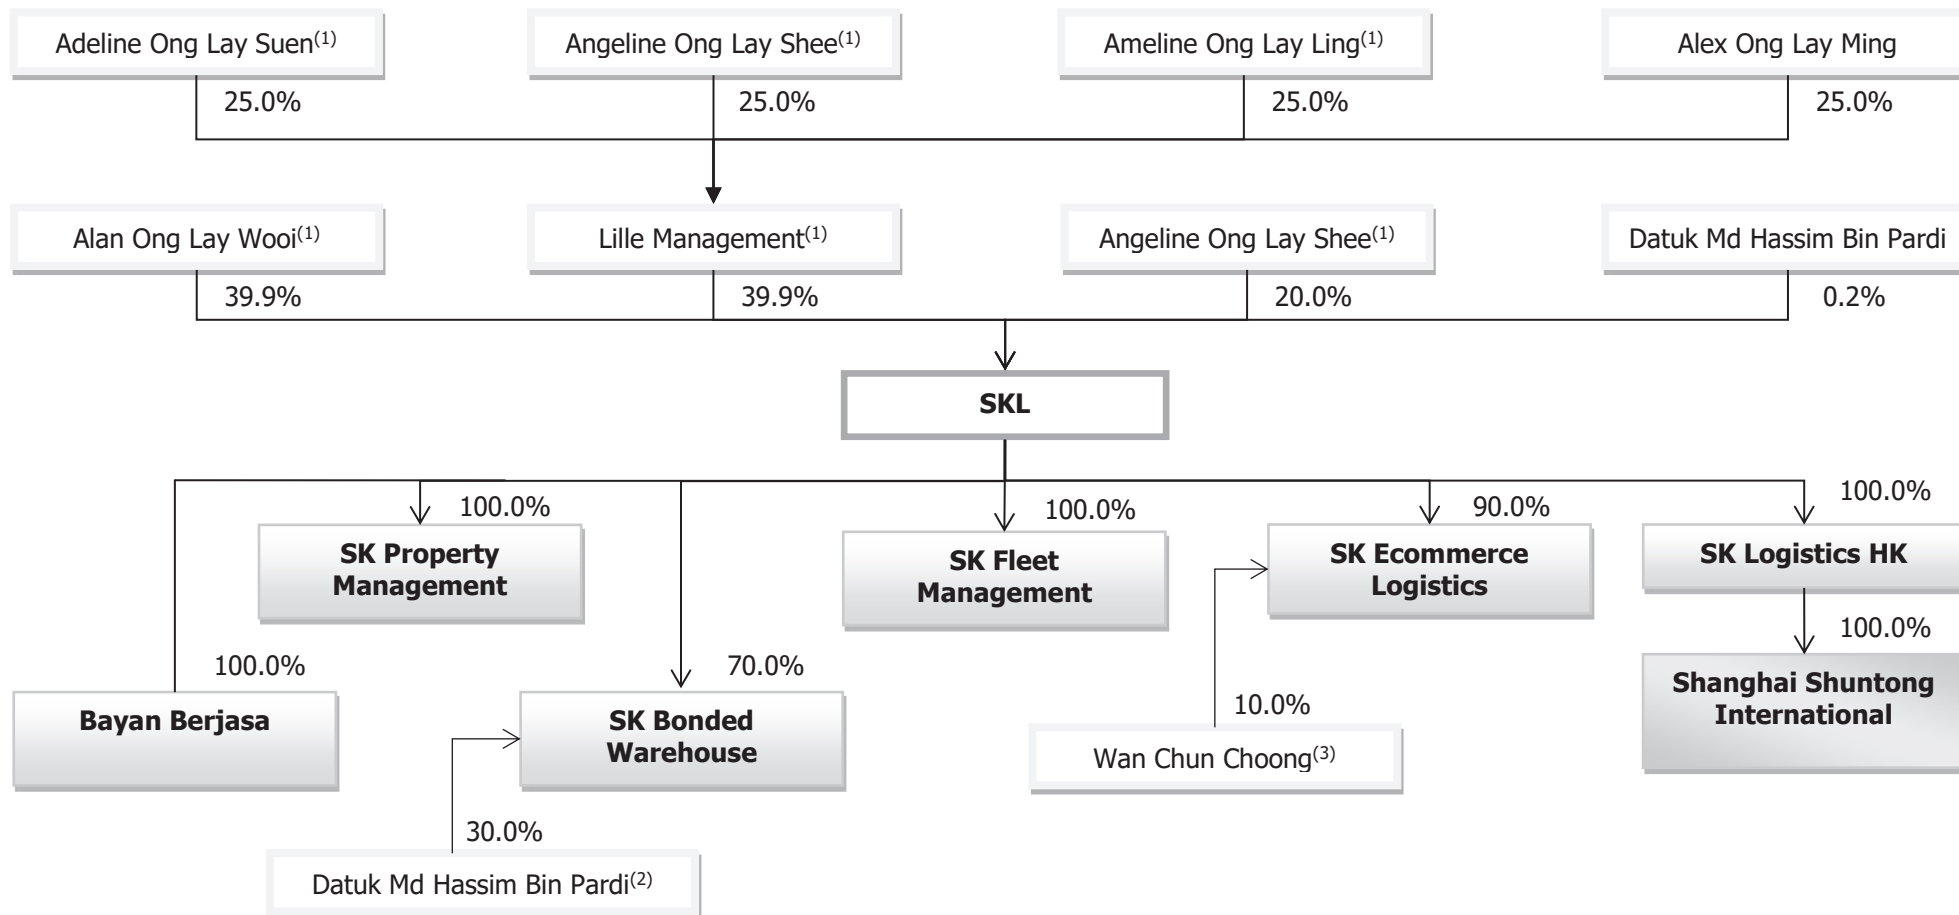 Adeline Ong Lay Suen(1)
Angeline Ong Lay Shee(1)
Ameline Ong Lay Ling(1)
Alex Ong Lay Ming
25.0%
25.0%
25.0%
25.0%
Alan Ong Lay Wooi(1)
Lille Management(1)
Angeline Ong Lay Shee(1)
Datuk Md Hassim Bin Pardi
39.9%
39.9%
20.0%
0.2%
SKL
100.0%
100.0%
90.0%
100.0%
SK Property
Management
SK Fleet
Management
SK Ecommerce
Logistics
SK Logistics HK
100.0%
100.0%
70.0%
Bayan Berjasa
SK Bonded
Warehouse
10.0%
Shanghai Shuntong
International
Wan Chun Choong(3)
30.0%
Datuk Md Hassim Bin Pardi(2)